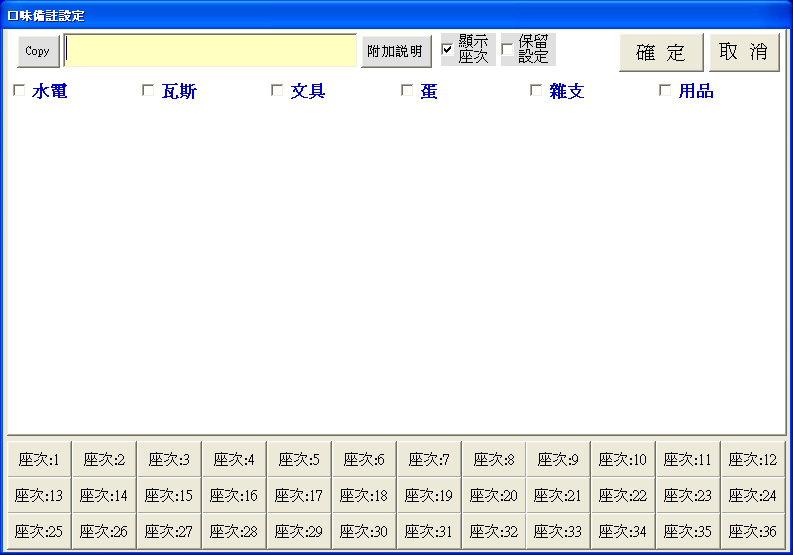 口味備註設定
Copy 附加說明 顯示座次 保留設定 確 定 取 消
水電 瓦斯 文具 蛋 雜支 用品
座次:1 座次:2 座次:3 座次:4 座次:5 座次:6 座次:7 座次:8 座次:9 座次:10 座次:11 座次:12
座次:13 座次:14 座次:15 座次:16 座次:17 座次:18 座次:19 座次:20 座次:21 座次:22 座次:23 座次:24
座次:25 座次:26 座次:27 座次:28 座次:29 座次:30 座次:31 座次:32 座次:33 座次:34 座次:35 座次:36